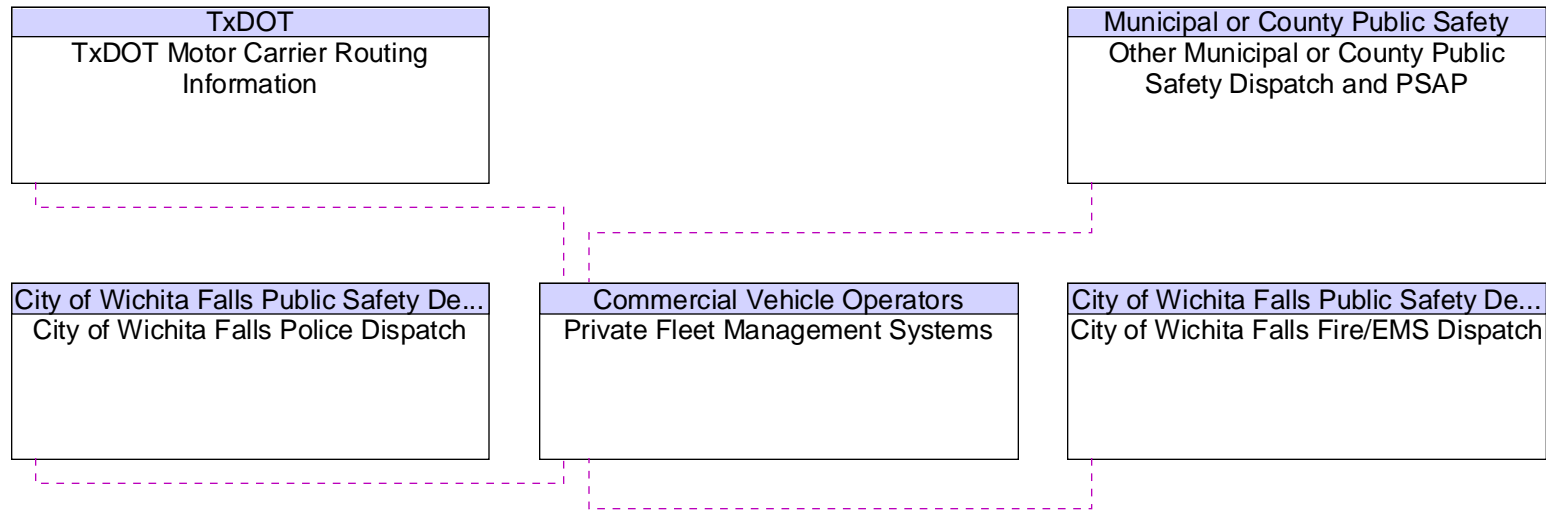 TxDOT
TxDOT Motor Carrier Routing
Information
Municipal or County Public Safety
Other Municipal or County Public
Safety Dispatch and PSAP
City of Wichita Falls Public Safety De...
City of Wichita Falls Police Dispatch
Commercial Vehicle Operators
Private Fleet Management Systems
City of Wichita Falls Public Safety De...
City of Wichita Falls Fire/EMS Dispatch